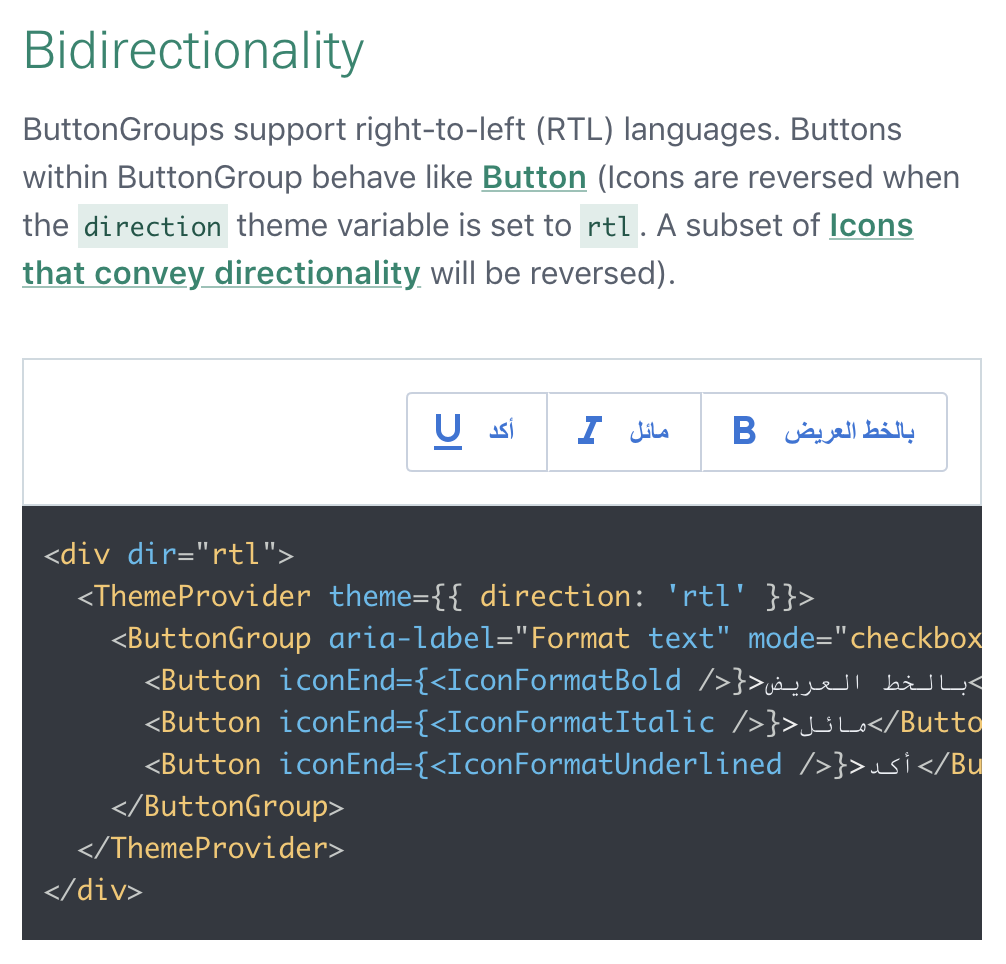 Bidirectionality
ButtonGroups support right-to-left (RTL) languages. Buttons
within ButtonGroup behave like Button (Icons are reversed when
the direction theme variable is set to rtl. A subset of Icons
that convey directionality will be reversed).
بالخط العريض B مائل I أكد U
<div dir="rtl">
<ThemeProvider theme={{ direction: 'rtl' }}>
<ButtonGroup aria-label="Format text" mode="checkbox
<Button iconEnd={<IconFormatBold />}>بالخط العريض<
<Button iconEnd={<IconFormatItalic />}>مائل</Butto
<Button iconEnd={<IconFormatUnderlined />}>أكد</Bu
</ButtonGroup>
</ThemeProvider>
</div>